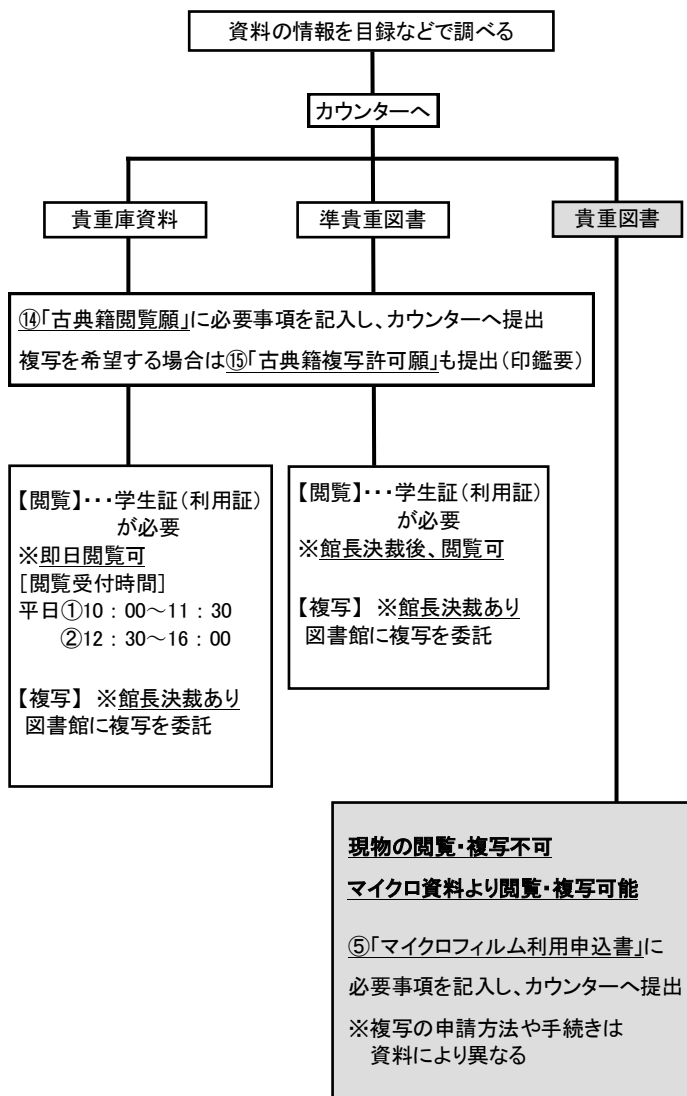 資料の情報を目録などで調べる
カウンターへ
貴重庫資料
準貴重図書
貴重図書
⑭「古典籍閲覧願」に必要事項を記入し、カウンターへ提出
複写を希望する場合は⑮「古典籍複写許可願」も提出(印鑑要)
【閲覧】・・・学生証(利用証)
が必要
※即日閲覧可
[閲覧受付時間]
平日①10：00～11：30
②12：30～16：00
【複写】 ※館長決裁あり
図書館に複写を委託
【閲覧】・・・学生証(利用証)
が必要
※館長決裁後、閲覧可
【複写】 ※館長決裁あり
図書館に複写を委託
現物の閲覧・複写不可
マイクロ資料より閲覧・複写可能
⑤「マイクロフィルム利用申込書」に
必要事項を記入し、カウンターへ提出
※複写の申請方法や手続きは
資料により異なる